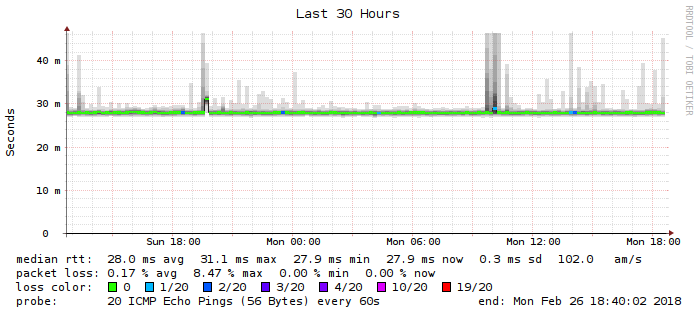 Last 30 Hours
RRDTOOL / TOBI OETIKER
Seconds
40 m
30 m
20 m
10 m
0
Sun 18:00 Mon 00:00 Mon 06:00 Mon 12:00 Mon 18:00
median rtt: 28.0 ms avg 31.1 ms max 27.9 ms min 27.9 ms now 0.3 ms sd 102.0 am/s
packet loss: 0.17 % avg 8.47 % max 0.00 % min 0.00 % now
loss color: 0 1/20 2/20 3/20 4/20 10/20 19/20
probe: 20 ICMP Echo Pings (56 Bytes) every 60s end: Mon Feb 26 18:40:02 2018